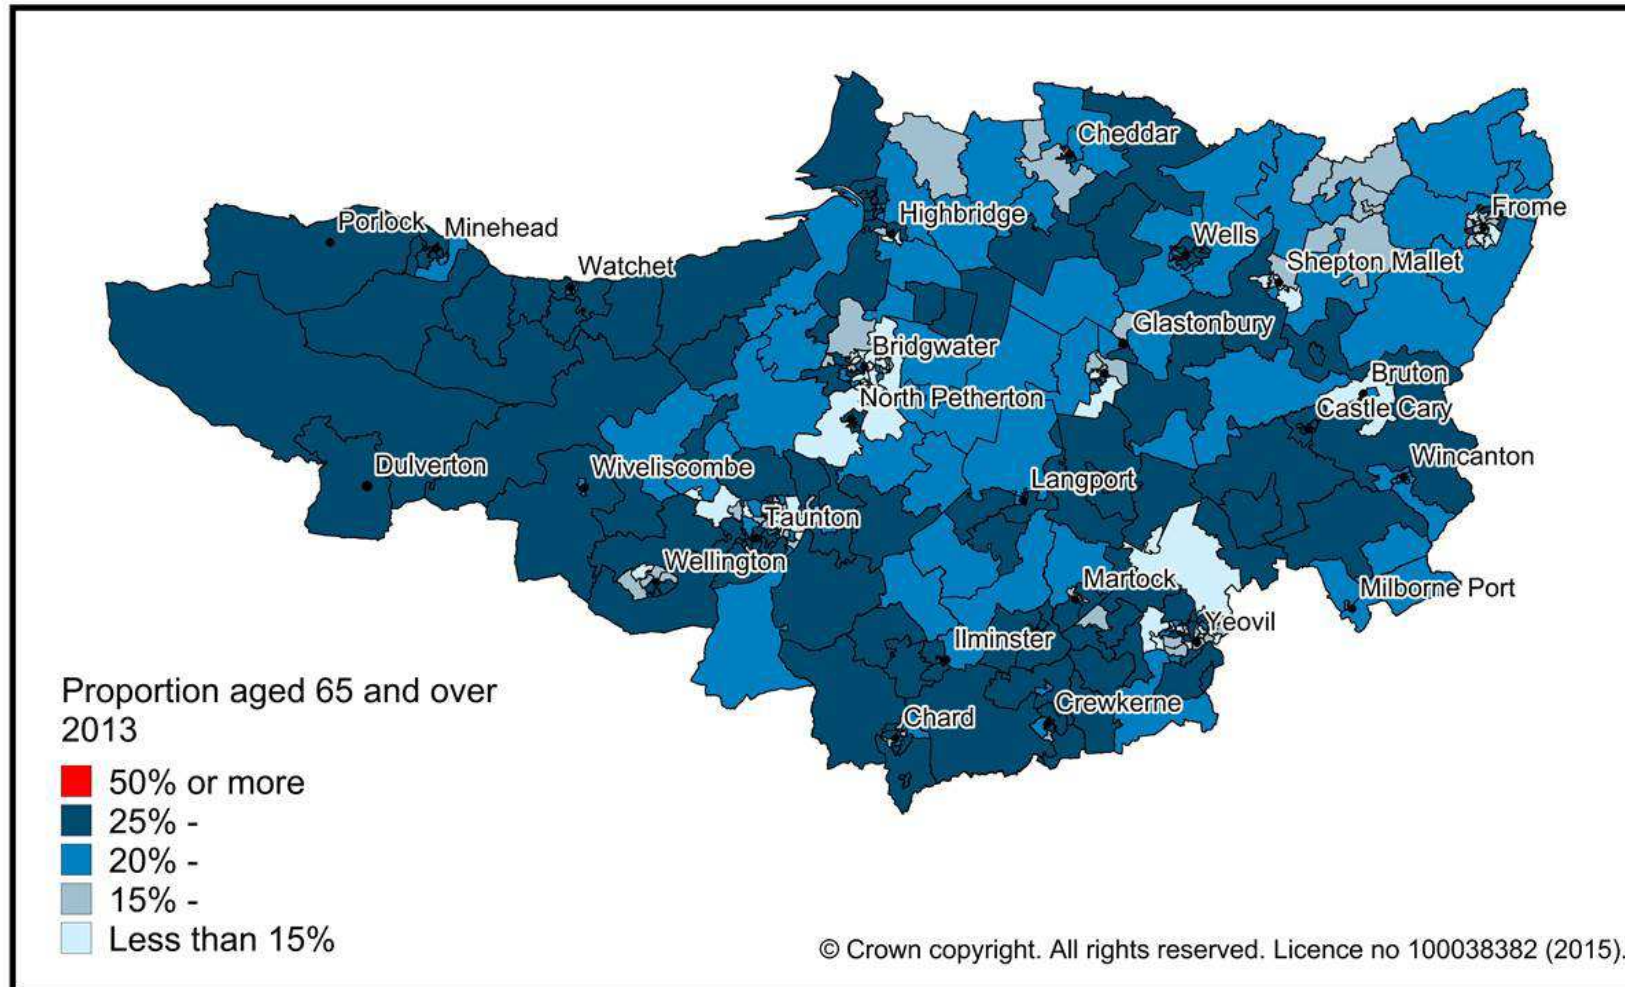 Cheddar
Porlock
Minehead
Highbridge
Frome
Wells
Watchet
Shepton Mallet
Glastonbury
Bridgwater
Bruton
North Petherton
Castle Cary
Dulverton
Wiveliscombe
Wincanton
Langport
Taunton
Wellington
Martock
Milborne Port
Yeovil
Ilminster
Crewkerne
Chard
Proportion aged 65 and over
2013
50% or more
25% -
20% -
15% -
Less than 15%
© Crown copyright. All rights reserved. Licence no 100038382 (2015).